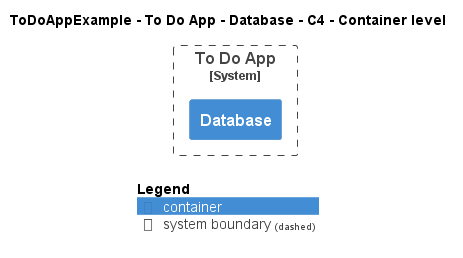 ToDoAppExample - To Do App - Database - C4 - Container level
To Do App
[System]
Database
Legend
container
system boundary (dashed)